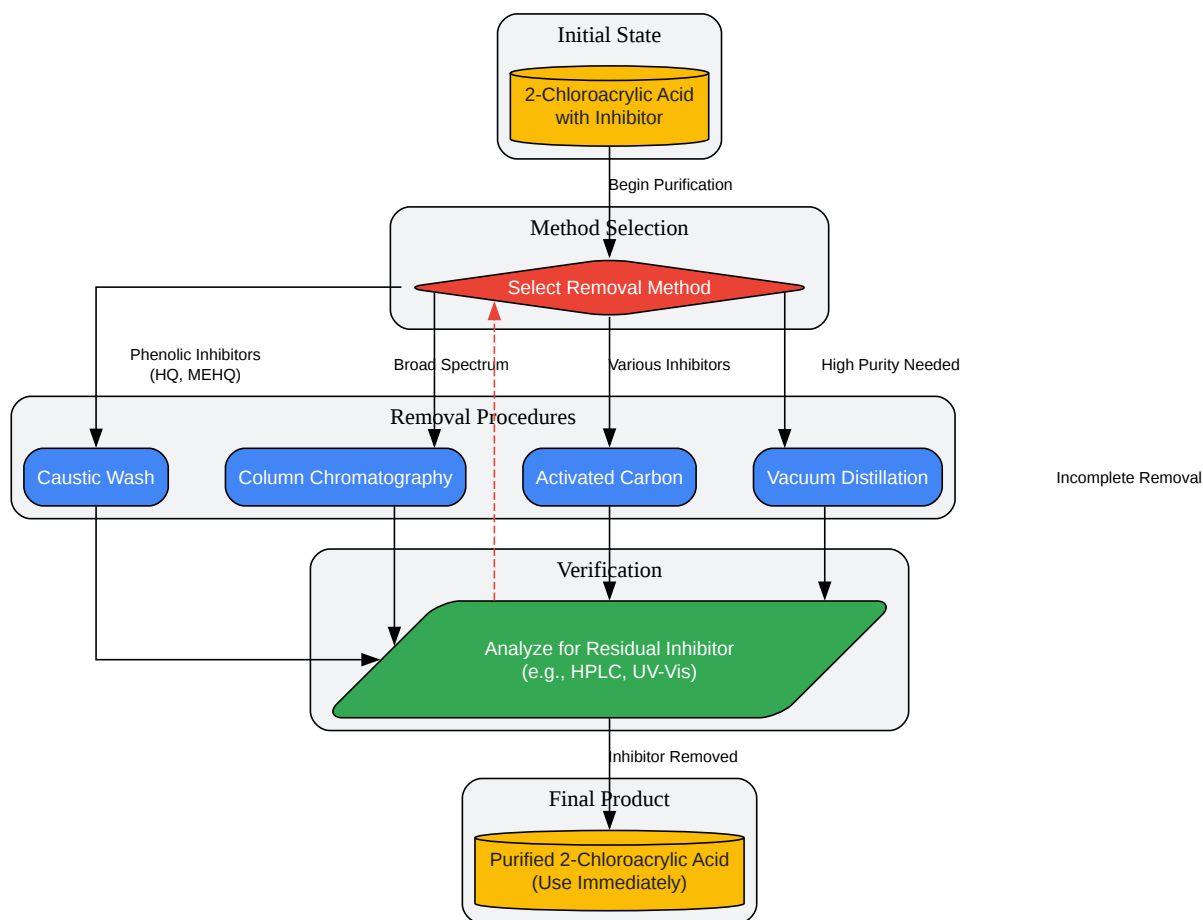 Initial State
2-Chloroacrylic Acid
with Inhibitor
Begin Purification
Method Selection
Select Removal Method
Phenolic Inhibitors
(HQ, MEHQ)
Broad Spectrum
Various Inhibitors
High Purity Needed
Removal Procedures
Caustic Wash
Column Chromatography
Activated Carbon
Vacuum Distillation
Incomplete Removal
Verification
Analyze for Residual Inhibitor
(e.g., HPLC, UV-Vis)
Inhibitor Removed
Final Product
Purified 2-Chloroacrylic Acid
(Use Immediately)